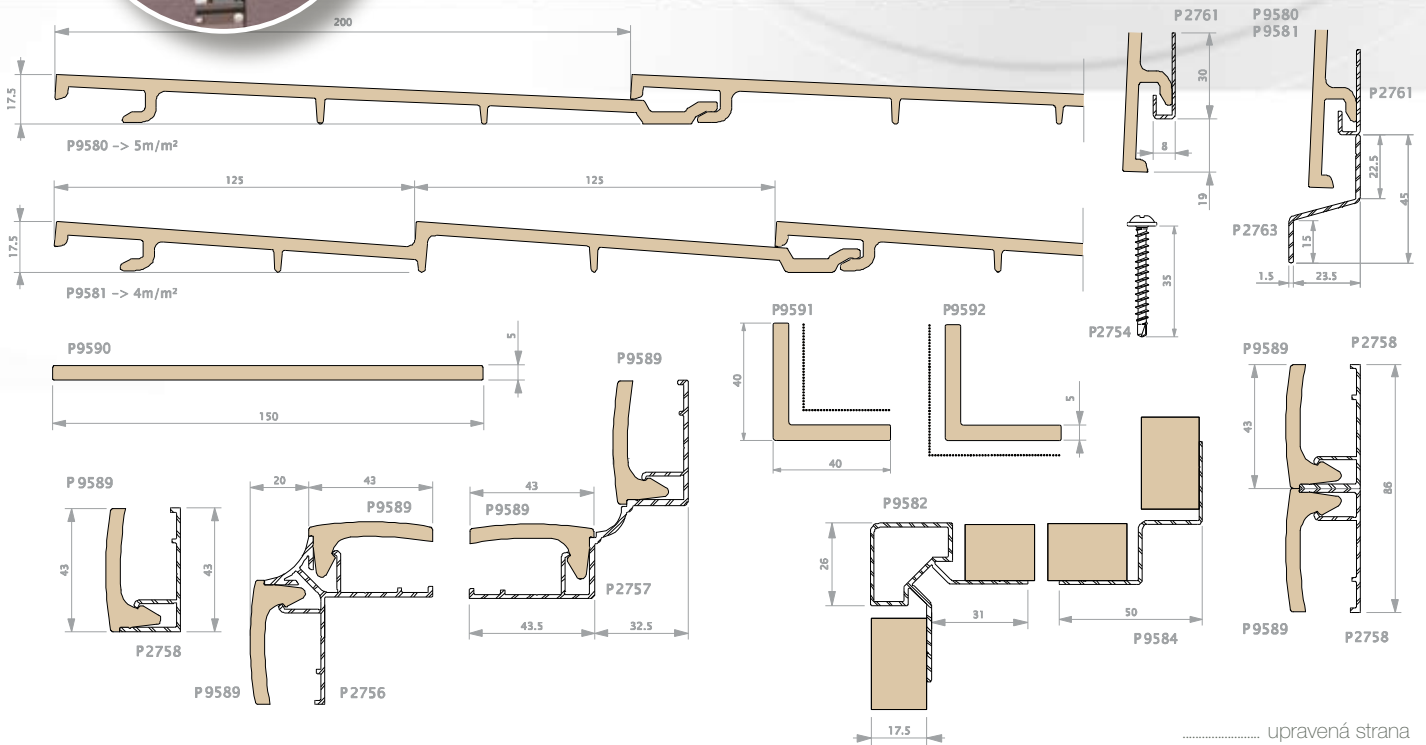 200
17.5
P9580 -> 5m/m²
125
125
17.5
P9581 -> 4m/m²
P2761
30
8
19
P9580
P9581
P2761
22.5
45
P2763
15
1.5
23.5
35
P2754
P9590
5
150
P9591
40
40
P9592
5
P9589
43
43
P2758
20
43
P9589
P9589
P2756
43
P9589
P9589
P2757
43.5
32.5
P9582
26
31
17.5
50
P9584
P9589
P2758
43
86
P9589
P2758
upravená strana